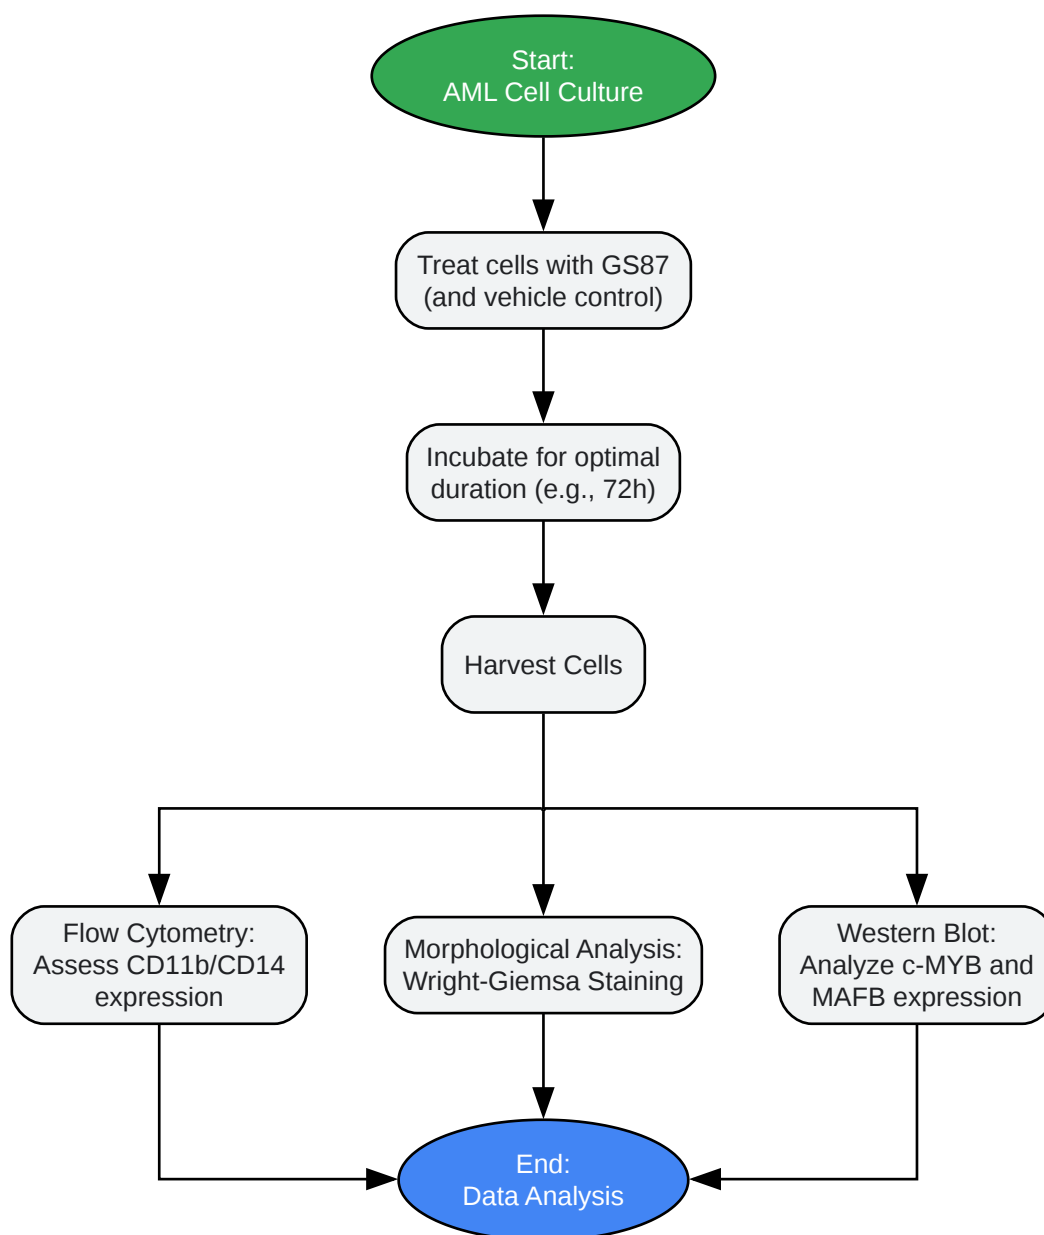 Start:
AML Cell Culture
Treat cells with GS87
(and vehicle control)
Incubate for optimal
duration (e.g., 72h)
Harvest Cells
Flow Cytometry:
Assess CD11b/CD14
expression
Morphological Analysis:
Wright-Giemsa Staining
Western Blot:
Analyze c-MYB and
MAFB expression
End:
Data Analysis